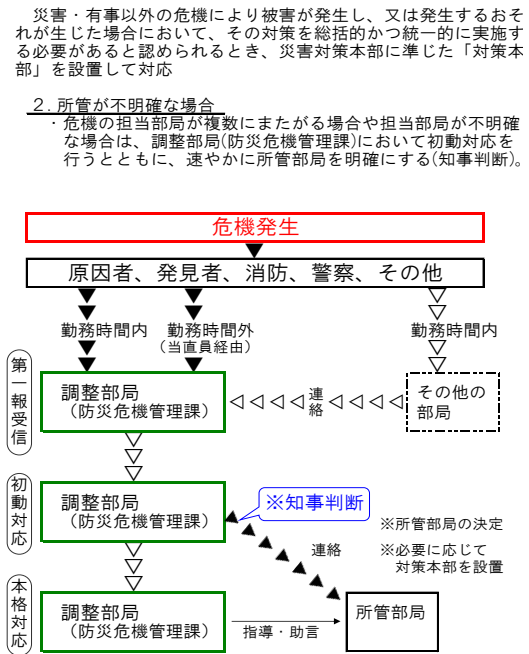 災害・有事以外の危機により被害が発生し、又は発生するおそ
れが生じた場合において、その対策を総括的かつ統一的に実施す
る必要があると認められるとき、災害対策本部に準じた「対策本
部」を設置して対応
２．所管が不明確な場合
・危機の担当部局が複数にまたがる場合や担当部局が不明確
な場合は、調整部局(防災危機管理課)において初動対応を
行うとともに、速やかに所管部局を明確にする(知事判断)。
危機発生
原因者、発見者、消防、警察、その他
勤務時間内
勤務時間外
(当直員経由)
勤務時間内
第一報受信
調整部局
(防災危機管理課)
連絡
その他の
部局
初動対応
調整部局
(防災危機管理課)
※知事判断
連絡
※所管部局の決定
※必要に応じて
対策本部を設置
本格対応
調整部局
(防災危機管理課)
指導・助言
所管部局